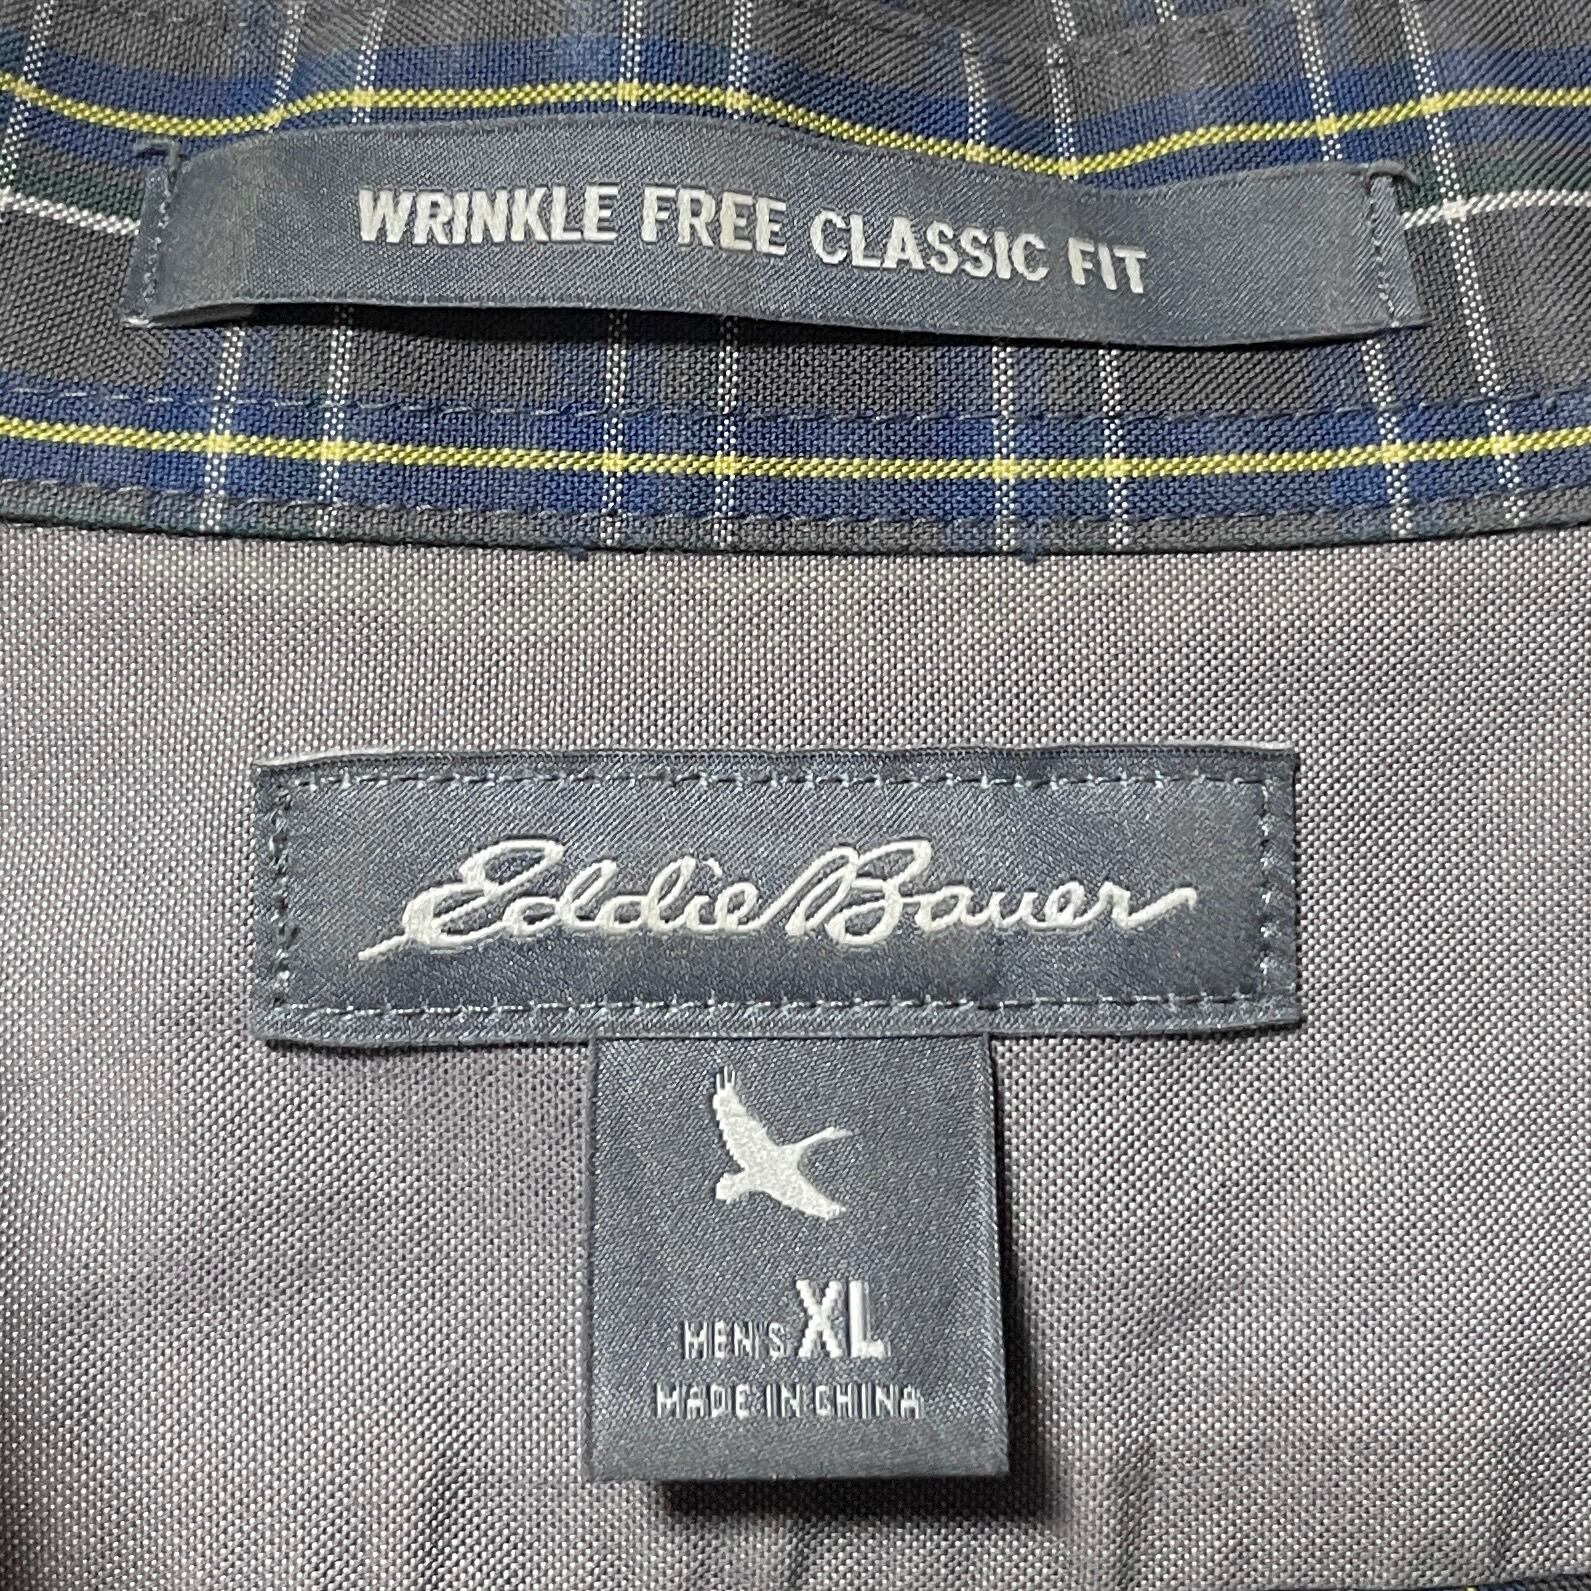 WRINKLE FREE CLASSIC FIT
Eddie Bauer
MEN'S XL
MADE IN CHINA